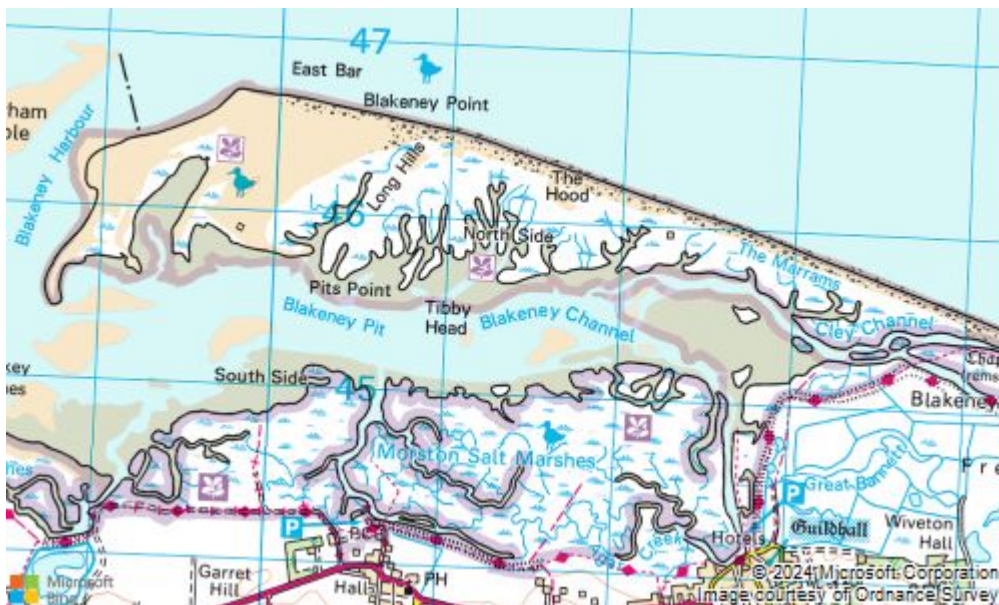 47
East Bar
Blakeney Point
Blakeney Harbour
Long Hills
The
Hood
46
North Side
The Marrams
Pits Point
Blakeney Pit
Tibby
Head
Blakeney Channel
Cley Channel
South Side
45
Blakeney
Morston Salt Marshes
Great Barnett
P
P
Guildhall
Wiveton
Hall
Hotels
Creek
Garret
Hill
Hall
PH
Microsoft
Bing
© 2024 Microsoft Corporation
Image courtesy of Ordnance Survey